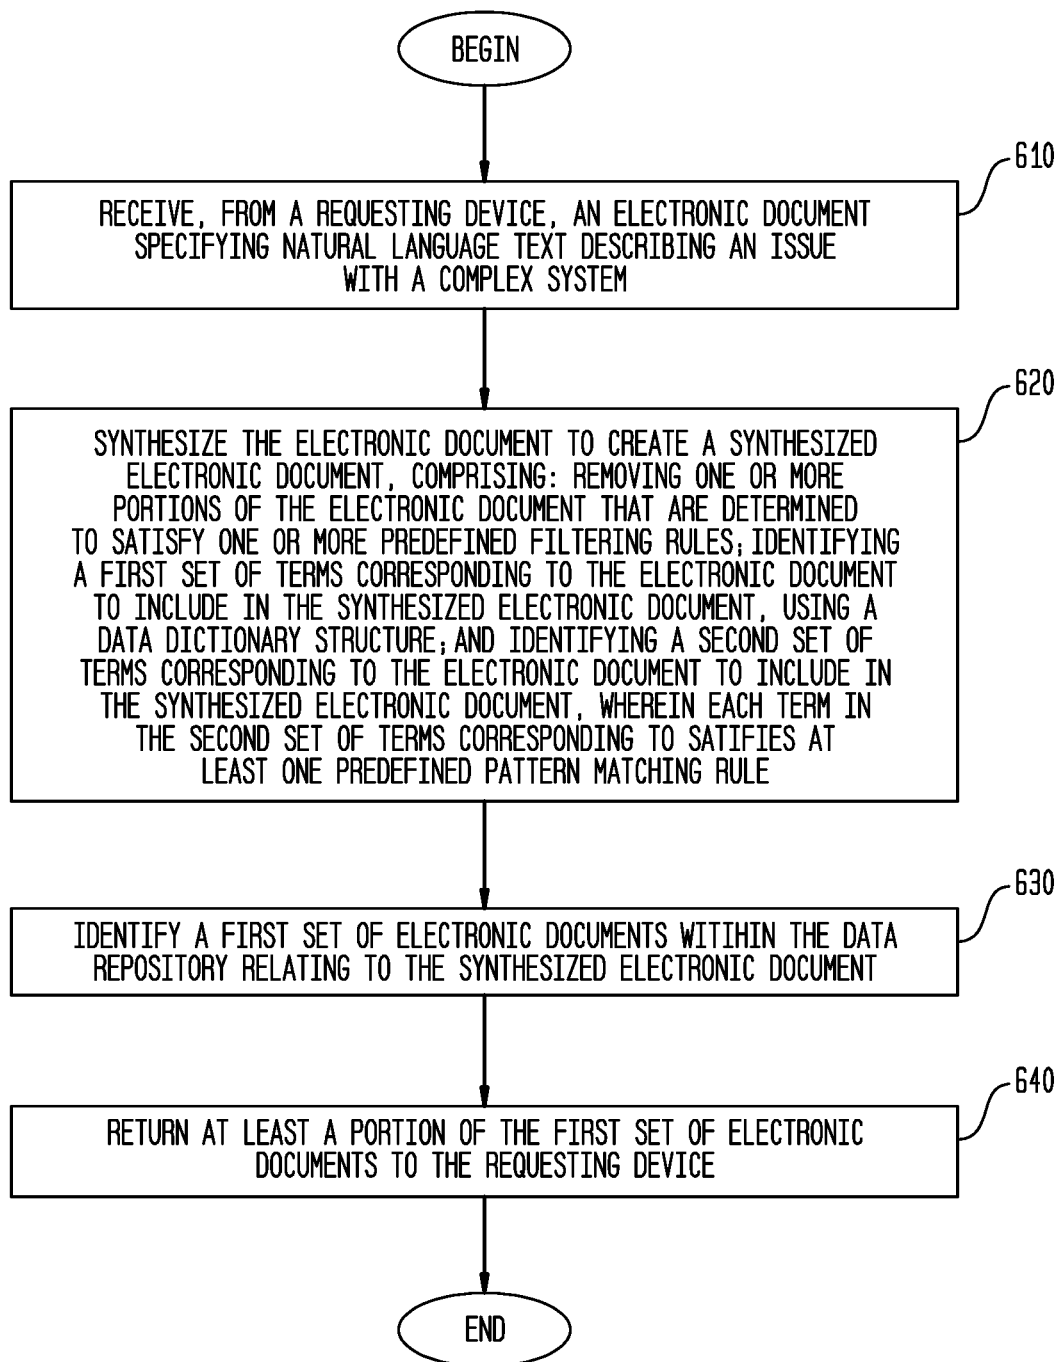 BEGIN
610
RECEIVE, FROM A REQUESTING DEVICE, AN ELECTRONIC DOCUMENT
SPECIFYING NATURAL LANGUAGE TEXT DESCRIBING AN ISSUE
WITH A COMPLEX SYSTEM
620
SYNTHESIZE THE ELECTRONIC DOCUMENT TO CREATE A SYNTHESIZED
ELECTRONIC DOCUMENT, COMPRISING: REMOVING ONE OR MORE
PORTIONS OF THE ELECTRONIC DOCUMENT THAT ARE DETERMINED
TO SATISFY ONE OR MORE PREDEFINED FILTERING RULES; IDENTIFYING
A FIRST SET OF TERMS CORRESPONDING TO THE ELECTRONIC DOCUMENT
TO INCLUDE IN THE SYNTHESIZED ELECTRONIC DOCUMENT, USING A
DATA DICTIONARY STRUCTURE; AND IDENTIFYING A SECOND SET OF
TERMS CORRESPONDING TO THE ELECTRONIC DOCUMENT TO INCLUDE IN
THE SYNTHESIZED ELECTRONIC DOCUMENT, WHEREIN EACH TERM IN
THE SECOND SET OF TERMS CORRESPONDING TO SATIFIES AT
LEAST ONE PREDEFINED PATTERN MATCHING RULE
630
IDENTIFY A FIRST SET OF ELECTRONIC DOCUMENTS WITIHIN THE DATA
REPOSITORY RELATING TO THE SYNTHESIZED ELECTRONIC DOCUMENT
640
RETURN AT LEAST A PORTION OF THE FIRST SET OF ELECTRONIC
DOCUMENTS TO THE REQUESTING DEVICE
END